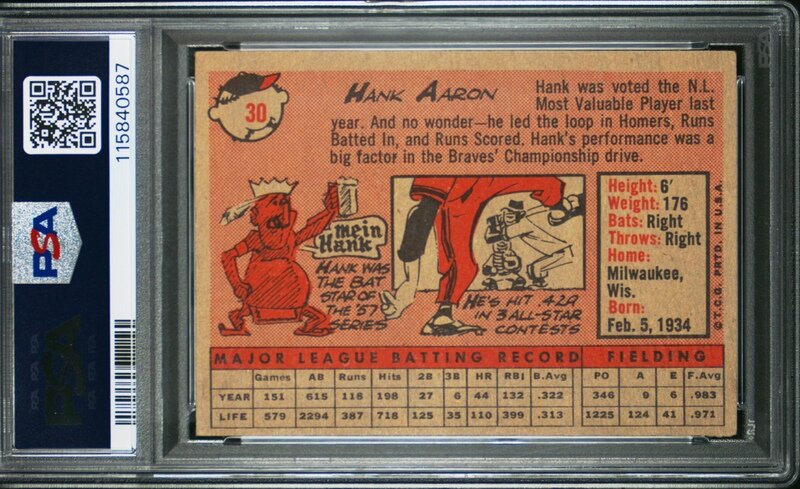 115840587
PSA
PSA
30
HANK AARON
Hank was voted the N.L.
Most Valuable Player last
year. And no wonder—he led the loop in Homers, Runs
Batted In, and Runs Scored. Hank's performance was a
big factor in the Braves' Championship drive.
mein
Hank
HANK WAS
THE BAT
STAR OF
THE '57
SERIES
HE'S HIT .429
IN 3 ALL-STAR
CONTESTS
Height: 6'
Weight: 176
Bats: Right
Throws: Right
Home:
Milwaukee,
Wis.
Born:
Feb. 5, 1934
©T.C.G. PRTD. IN U.S.A.
MAJOR LEAGUE BATTING RECORD FIELDING
Games AB Runs Hits 2B 3B HR RBI B.Avg PO A E F.Avg
YEAR 151 615 118 198 27 6 44 132 .322 346 9 6 .983
LIFE 579 2294 387 718 125 35 110 399 .313 1225 124 41 .971
PSA